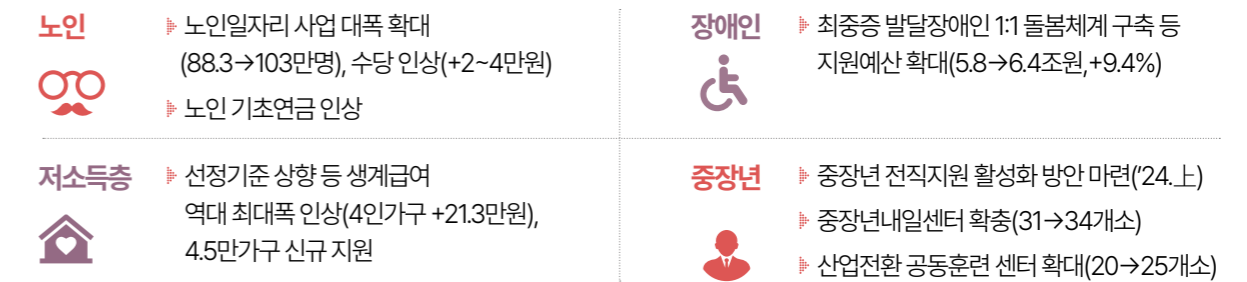 노인
노인일자리 사업 대폭 확대
(88.3→103만명), 수당 인상(+2~4만원)
노인 기초연금 인상
장애인
최중증 발달장애인 1:1 돌봄체계 구축 등
지원예산 확대(5.8→6.4조원,+9.4%)
저소득층
선정기준 상향 등 생계급여
역대 최대폭 인상(4인가구 +21.3만원),
4.5만가구 신규 지원
중장년
중장년 전직지원 활성화 방안 마련(’24.上)
중장년내일센터 확충(31→34개소)
산업전환 공동훈련 센터 확대(20→25개소)